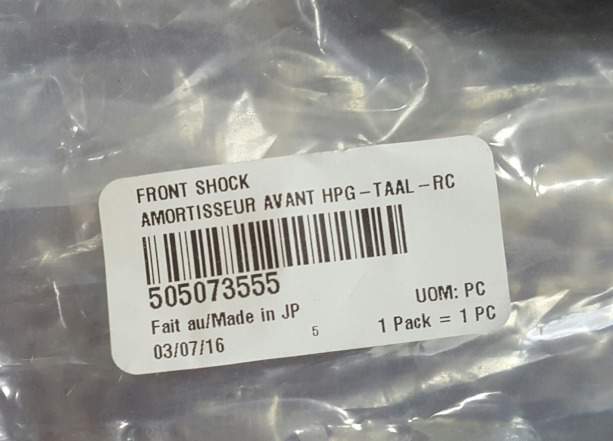 FRONT SHOCK
AMORTISSEUR AVANT HPG-TAAL-RC
505073555
Fait au/Made in JP
UOM: PC
03/07/16
5
1 Pack = 1 PC